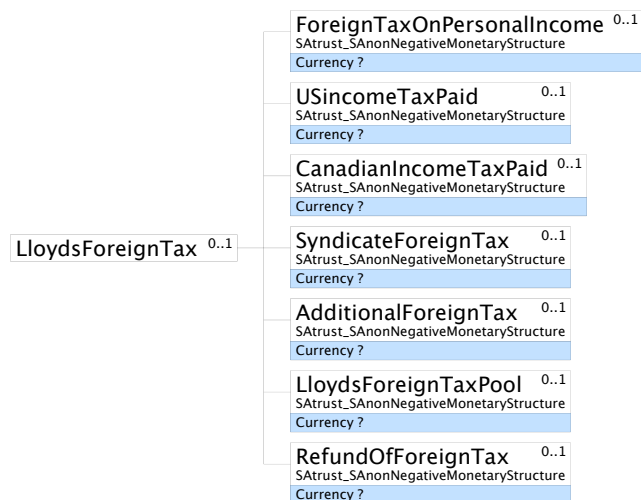 ForeignTaxOnPersonalIncome 0..1
SAtrust_SAnonNegativeMonetaryStructure
Currency ?
USincomeTaxPaid 0..1
SAtrust_SAnonNegativeMonetaryStructure
Currency ?
CanadianIncomeTaxPaid 0..1
SAtrust_SAnonNegativeMonetaryStructure
Currency ?
LloydsForeignTax 0..1
SyndicateForeignTax 0..1
SAtrust_SAnonNegativeMonetaryStructure
Currency ?
AdditionalForeignTax 0..1
SAtrust_SAnonNegativeMonetaryStructure
Currency ?
LloydsForeignTaxPool 0..1
SAtrust_SAnonNegativeMonetaryStructure
Currency ?
RefundOfForeignTax 0..1
SAtrust_SAnonNegativeMonetaryStructure
Currency ?